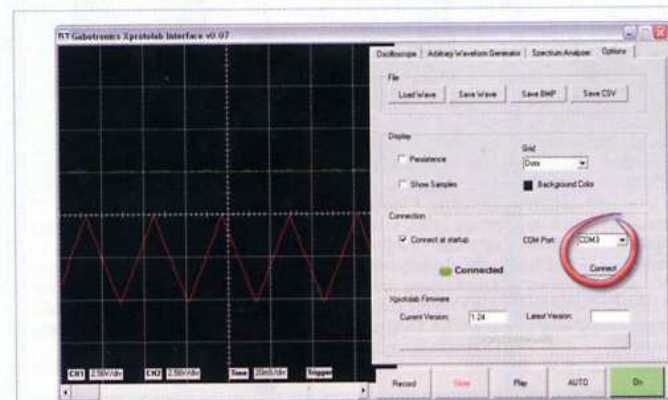 Gabotronics Xprotolab Interface v0.07
Oscilloscope Arbitrary Waveform Generator Spectrum Analyzer Options
File
Load Wave Save Wave Save BMP Save CSV
Display
Persistence
Grid
Dots
Show Samples
Background Color
Connection
Connect at startup
COM Port:
COM3
Connected
Connect
Xprotolab Firmware
Current Version: 1.24 Latest Version:
CH1 2.56V/div CH2 2.56V/div Time 20mS/div Trigger
Record Slow Play AUTO On